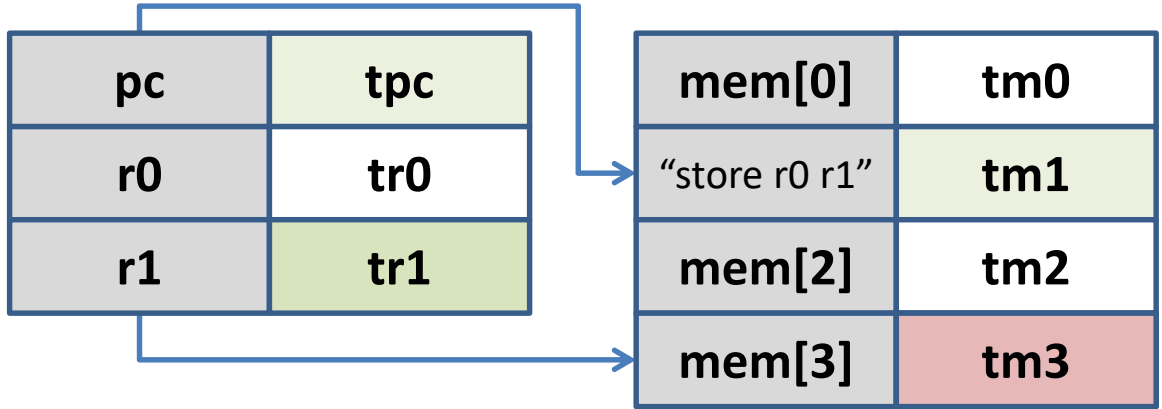 pc tpc
r0 tr0
r1 tr1
mem[0] tm0
“store r0 r1” tm1
mem[2] tm2
mem[3] tm3